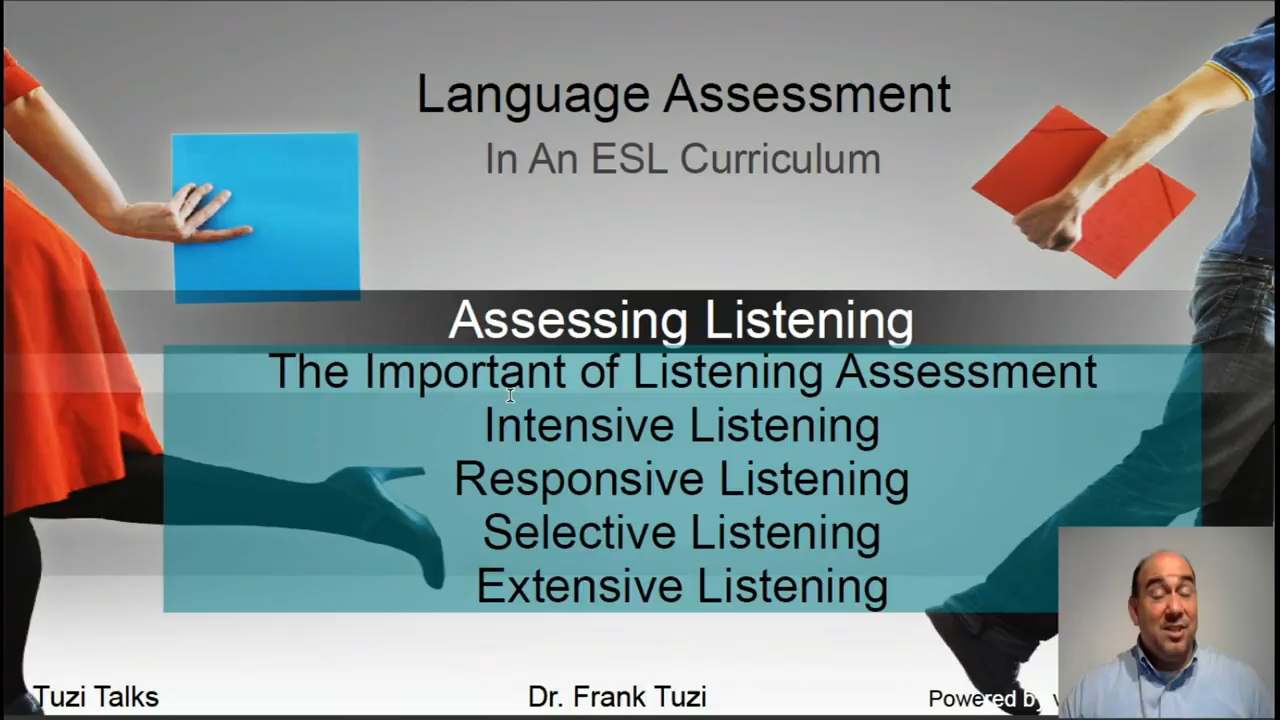 Language Assessment
In An ESL Curriculum
Assessing Listening
The Important of Listening Assessment
Intensive Listening
Responsive Listening
Selective Listening
Extensive Listening
Tuzi Talks
Dr. Frank Tuzi
Powered by